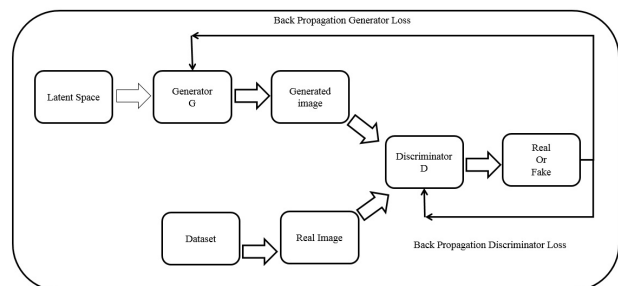 Back Propagation Generator Loss
Latent Space
Generator
G
Generated
image
Discriminator
D
Real
Or
Fake
Dataset
Real Image
Back Propagation Discriminator Loss